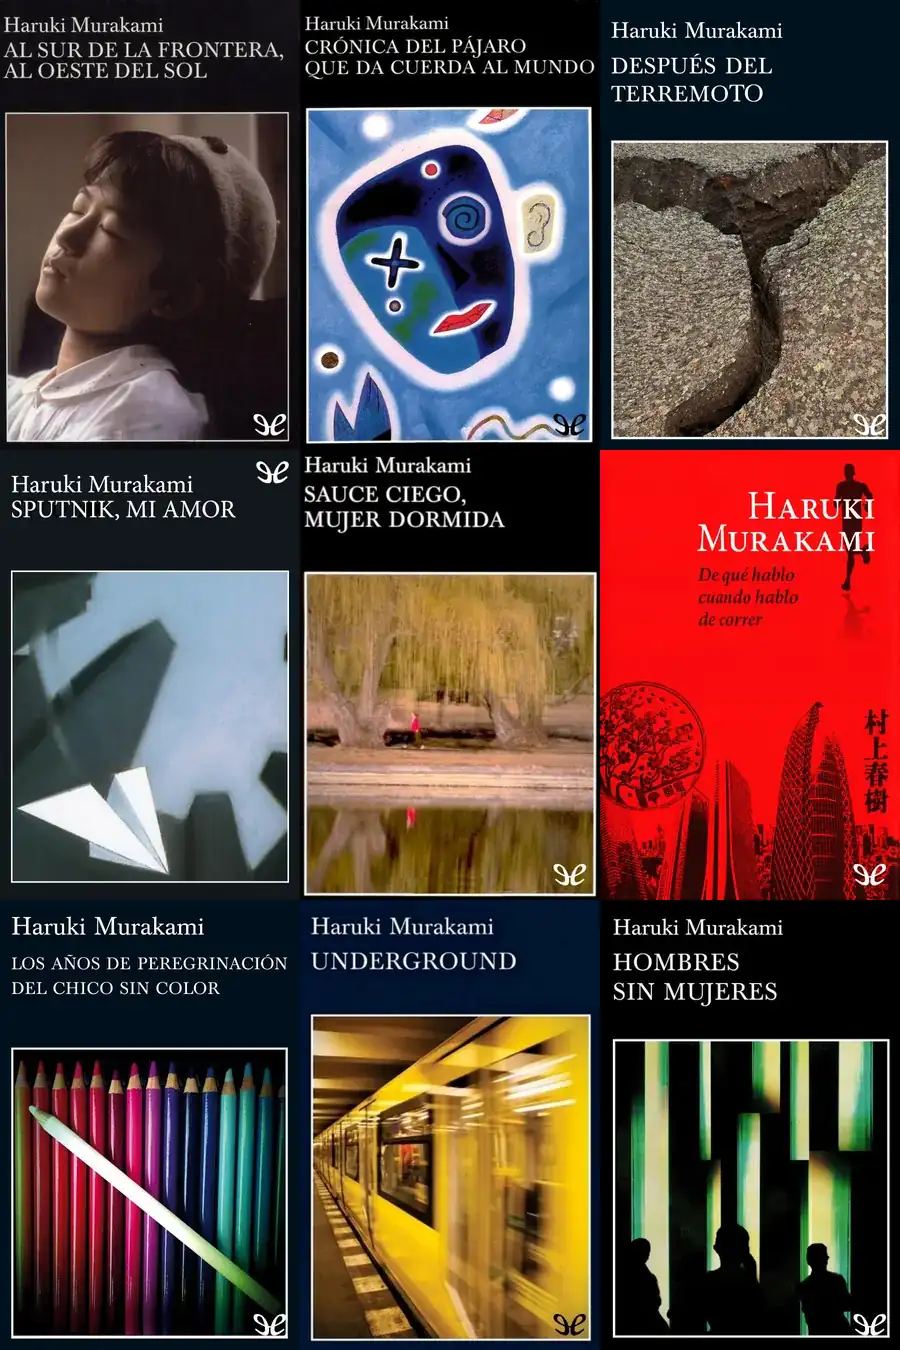 Haruki Murakami
AL SUR DE LA FRONTERA,
AL OESTE DEL SOL
Haruki Murakami
CRÓNICA DEL PÁJARO
QUE DA CUERDA AL MUNDO
Haruki Murakami
DESPUÉS DEL
TERREMOTO
Haruki Murakami
SPUTNIK, MI AMOR
Haruki Murakami
SAUCE CIEGO,
MUJER DORMIDA
HARUKI
MURAKAMI
De qué hablo
cuando hablo
de correr
村上春樹
Haruki Murakami
LOS AÑOS DE PEREGRINACIÓN
DEL CHICO SIN COLOR
Haruki Murakami
UNDERGROUND
Haruki Murakami
HOMBRES
SIN MUJERES